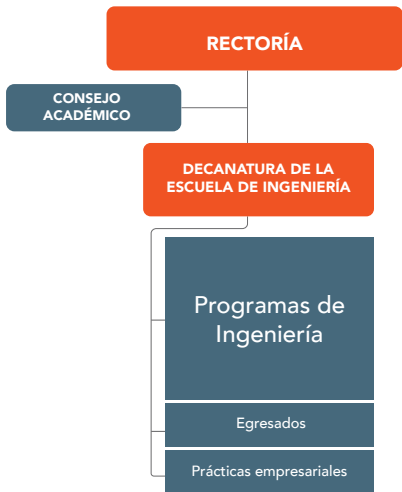 RECTORÍA
CONSEJO
ACADÉMICO
DECANATURA DE LA
ESCUELA DE INGENIERÍA
Programas de
Ingeniería
Egresados
Prácticas empresariales